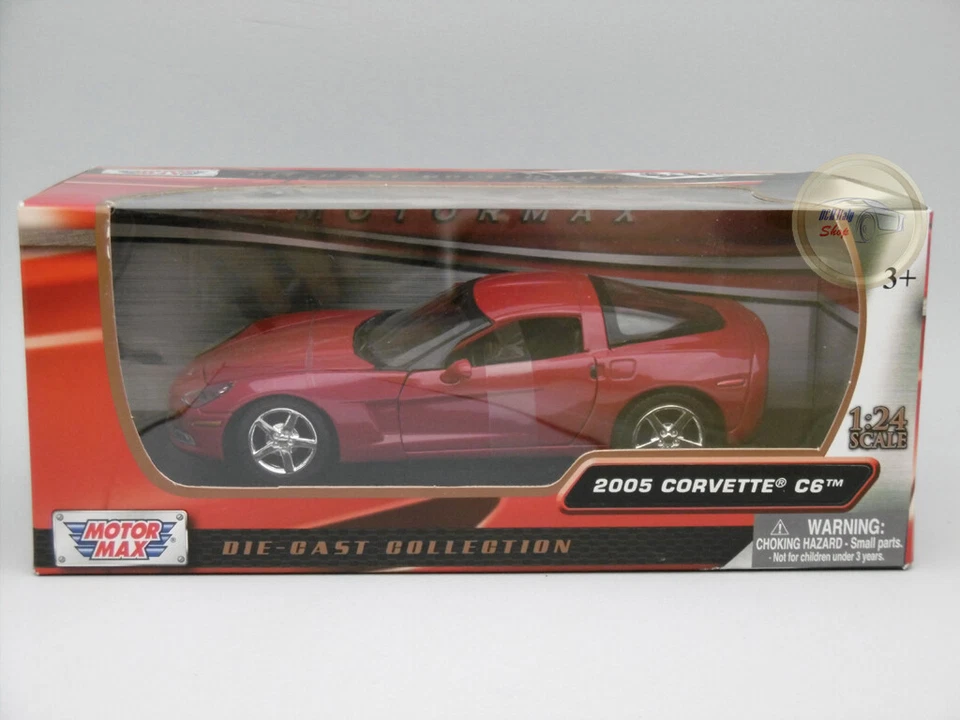 MOTORMAX
Shop
3+
1:24
SCALE
2005 CORVETTE® C6™
MOTOR
MAX®
DIE-CAST COLLECTION
WARNING:
CHOKING HAZARD - Small parts.
· Not for children under 3 years.